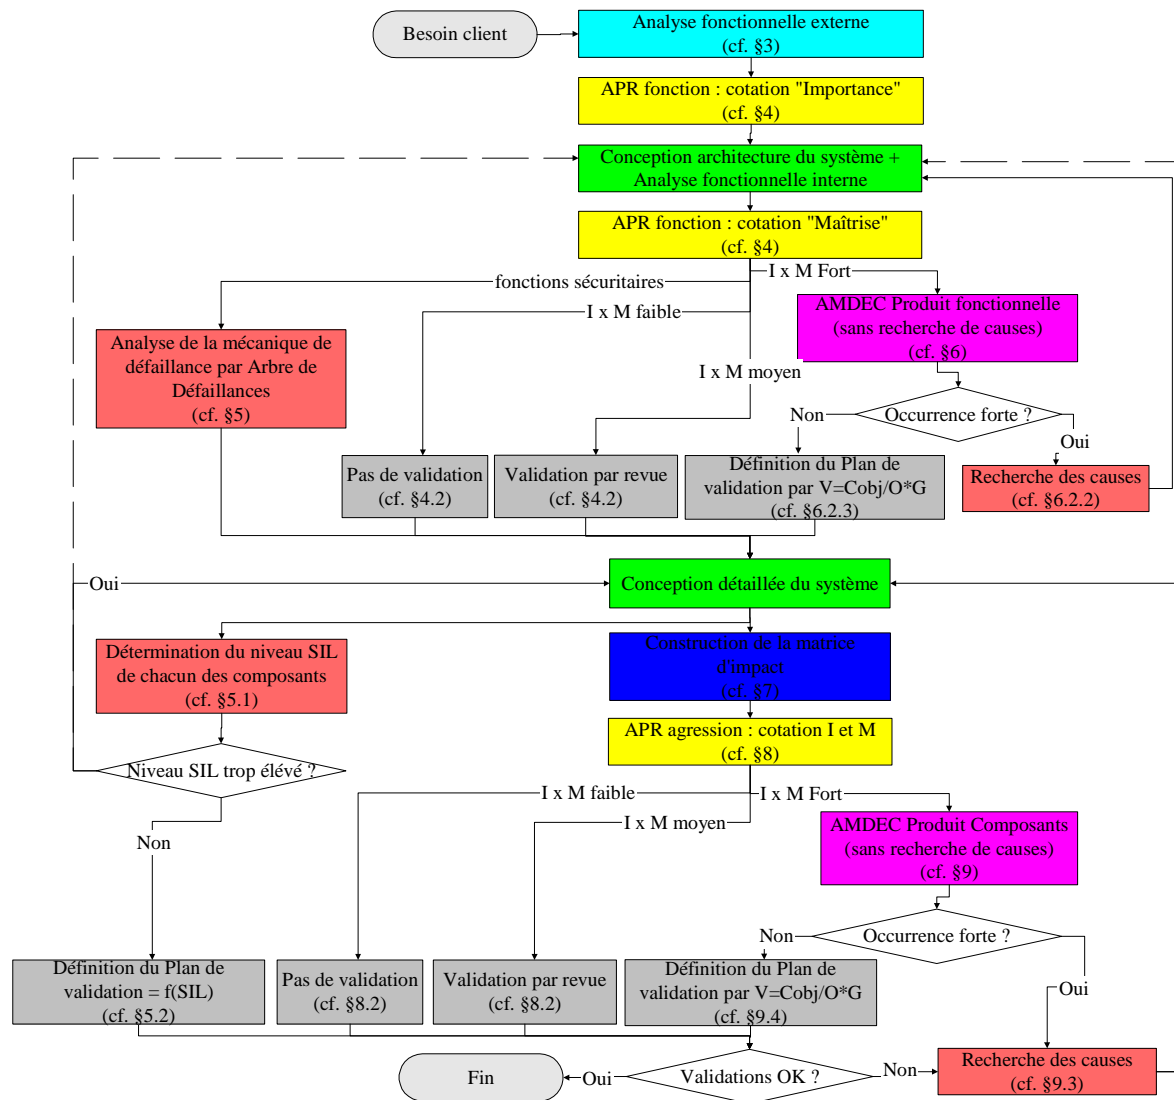 Besoin client
Analyse fonctionnelle externe
(cf. §3)
APR fonction : cotation "Importance"
(cf. §4)
Conception architecture du système +
Analyse fonctionnelle interne
APR fonction : cotation "Maîtrise"
(cf. §4)
fonctions sécuritaires
I x M Fort
I x M faible
I x M moyen
AMDEC Produit fonctionnelle
(sans recherche de causes)
(cf. §6)
Analyse de la mécanique de
défaillance par Arbre de
Défaillances
(cf. §5)
Non
Occurrence forte ?
Oui
Pas de validation
(cf. §4.2)
Validation par revue
(cf. §4.2)
Définition du Plan de
validation par V=Cobj/O*G
(cf. §6.2.3)
Recherche des causes
(cf. §6.2.2)
Oui
Conception détaillée du système
Détermination du niveau SIL
de chacun des composants
(cf. §5.1)
Construction de la matrice
d'impact
(cf. §7)
APR agression : cotation I et M
(cf. §8)
Niveau SIL trop élévé ?
I x M faible
I x M Fort
I x M moyen
Non
AMDEC Produit Composants
(sans recherche de causes)
(cf. §9)
Non
Occurrence forte ?
Oui
Définition du Plan de
validation = f(SIL)
(cf. §5.2)
Pas de validation
(cf. §8.2)
Validation par revue
(cf. §8.2)
Définition du Plan de
validation par V=Cobj/O*G
(cf. §9.4)
Fin
Oui
Validations OK ?
Non
Recherche des causes
(cf. §9.3)